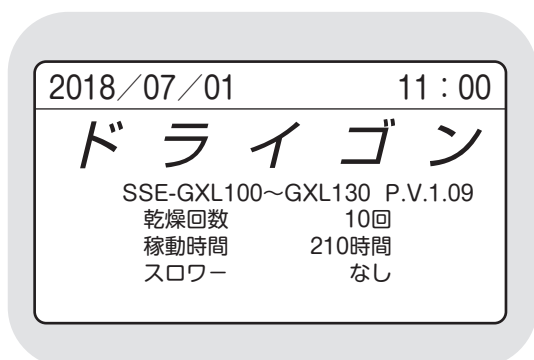 2018／07／01 11：00
ドライゴン
SSE-GXL100～GXL130 P.V.1.09
乾燥回数 10回
稼動時間 210時間
スロワー なし